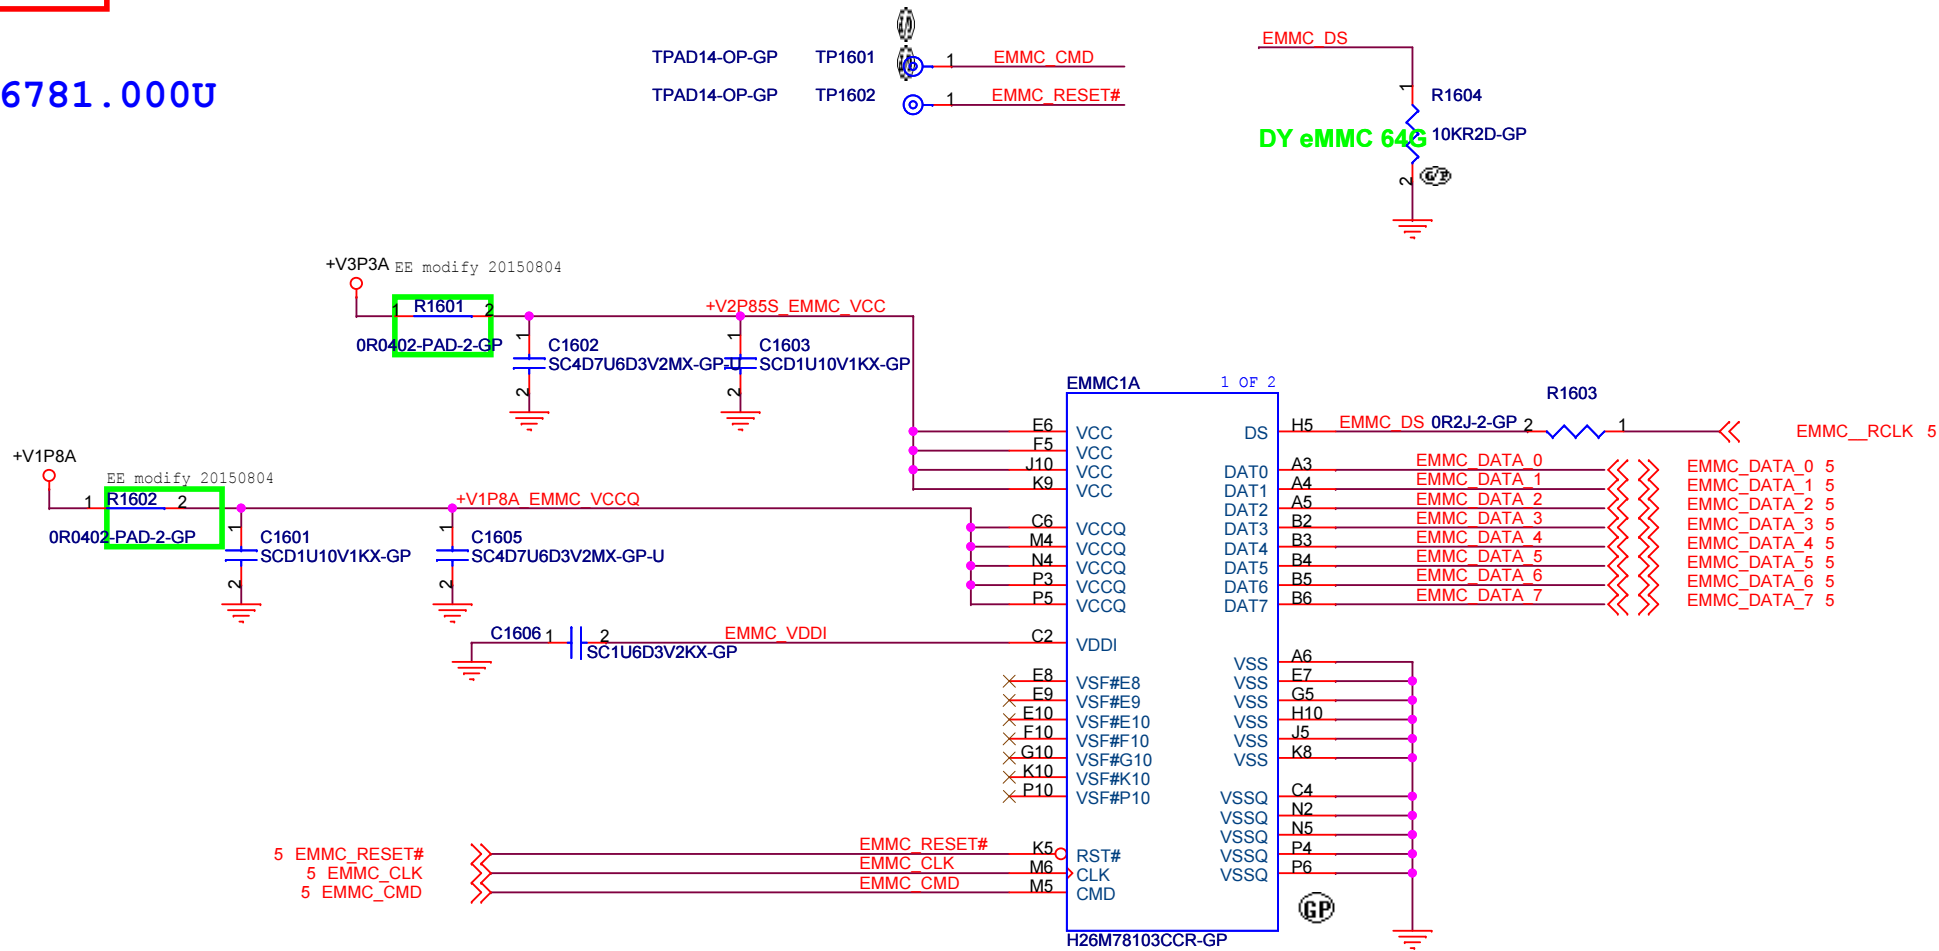 6781.000U
TPAD14-OP-GP TP1601 1 EMMC_CMD
TPAD14-OP-GP TP1602 1 EMMC_RESET#
EMMC_DS
1
R1604
10KR2D-GP
DY eMMC 64G
2
G/P
+V3P3A
EE modify 20150804
1 R1601 2
0R0402-PAD-2-GP
+V2P85S_EMMC_VCC
1
C1602
SC4D7U6D3V2MX-GP-U
2
1
C1603
SCD1U10V1KX-GP
2
+V1P8A
EE modify 20150804
1 R1602 2
0R0402-PAD-2-GP
+V1P8A_EMMC_VCCQ
1
C1601
SCD1U10V1KX-GP
2
1
C1605
SC4D7U6D3V2MX-GP-U
2
C1606 1 2 EMMC_VDDI
SC1U6D3V2KX-GP
EMMC1A 1 OF 2
E6 VCC
F5 VCC
J10 VCC
K9 VCC
C6 VCCQ
M4 VCCQ
N4 VCCQ
P3 VCCQ
P5 VCCQ
C2 VDDI
E8 VSF#E8
E9 VSF#E9
E10 VSF#E10
F10 VSF#F10
G10 VSF#G10
K10 VSF#K10
P10 VSF#P10
5 EMMC_RESET# EMMC_RESET# K5 RST#
5 EMMC_CLK EMMC_CLK M6 CLK
5 EMMC_CMD EMMC_CMD M5 CMD
R1603
DS H5 EMMC_DS 0R2J-2-GP 2 1 EMMC__RCLK 5
DAT0 A3 EMMC_DATA_0 EMMC_DATA_0 5
DAT1 A4 EMMC_DATA_1 EMMC_DATA_1 5
DAT2 A5 EMMC_DATA_2 EMMC_DATA_2 5
DAT3 B2 EMMC_DATA_3 EMMC_DATA_3 5
DAT4 B3 EMMC_DATA_4 EMMC_DATA_4 5
DAT5 B4 EMMC_DATA_5 EMMC_DATA_5 5
DAT6 B5 EMMC_DATA_6 EMMC_DATA_6 5
DAT7 B6 EMMC_DATA_7 EMMC_DATA_7 5
VSS A6
VSS E7
VSS G5
VSS H10
VSS J5
VSS K8
VSSQ C4
VSSQ N2
VSSQ N5
VSSQ P4
VSSQ P6
GP
H26M78103CCR-GP